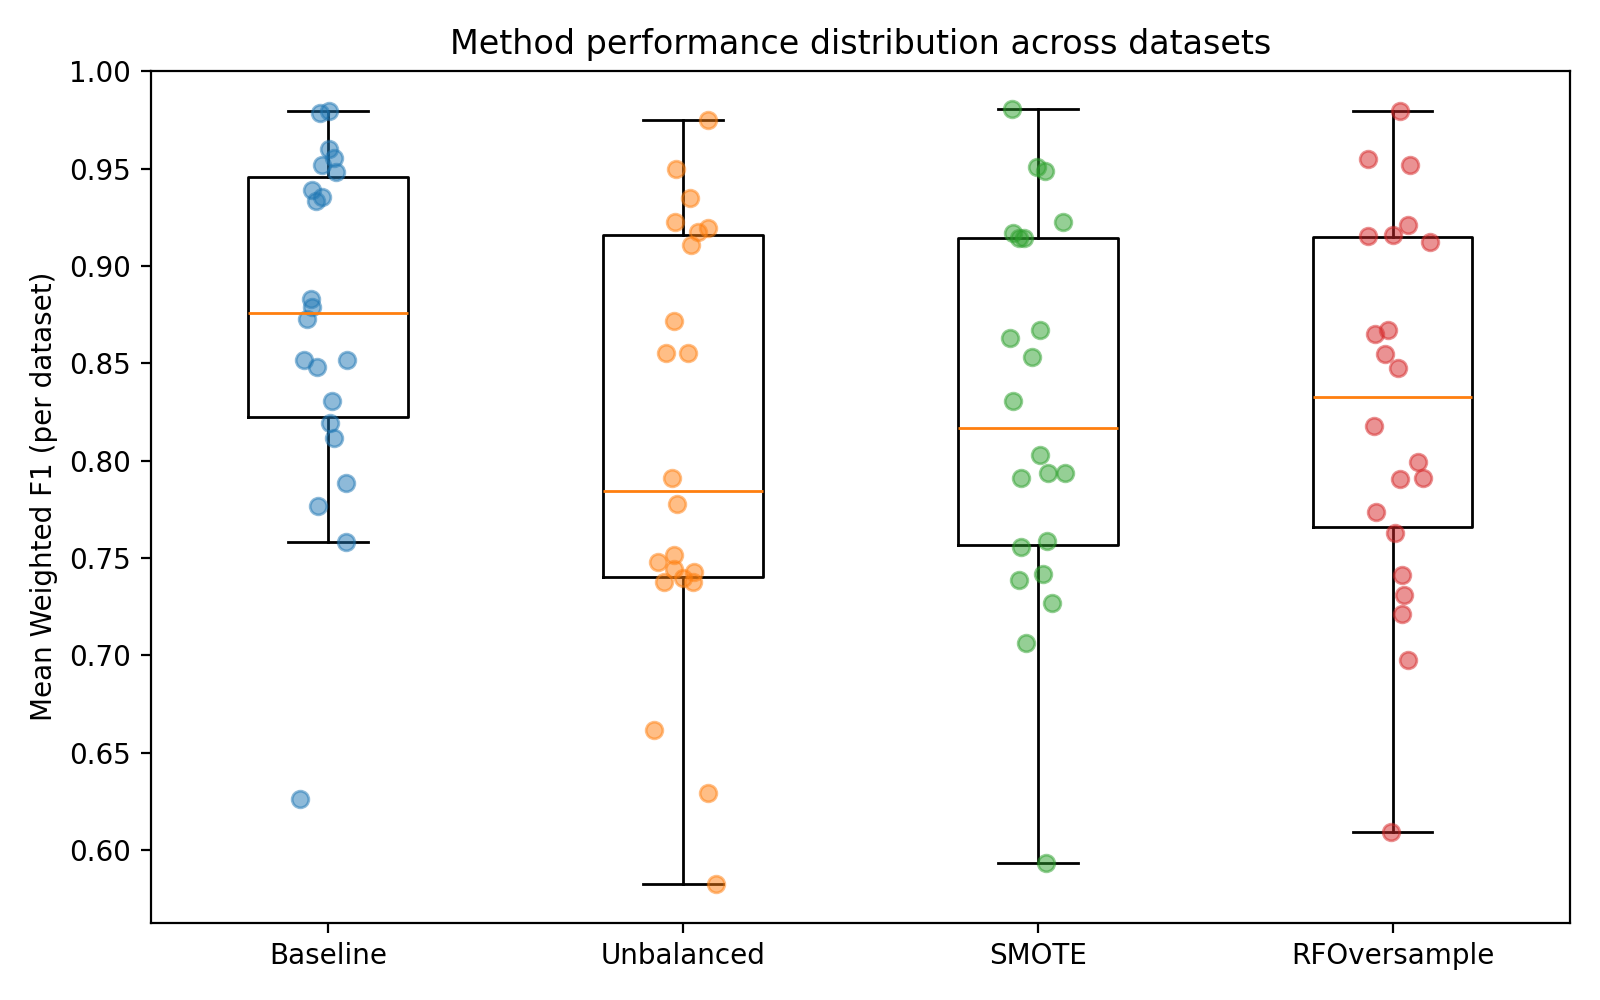 Method performance distribution across datasets
Mean Weighted F1 (per dataset)
1.00
0.95
0.90
0.85
0.80
0.75
0.70
0.65
0.60
Baseline
Unbalanced
SMOTE
RFOversample